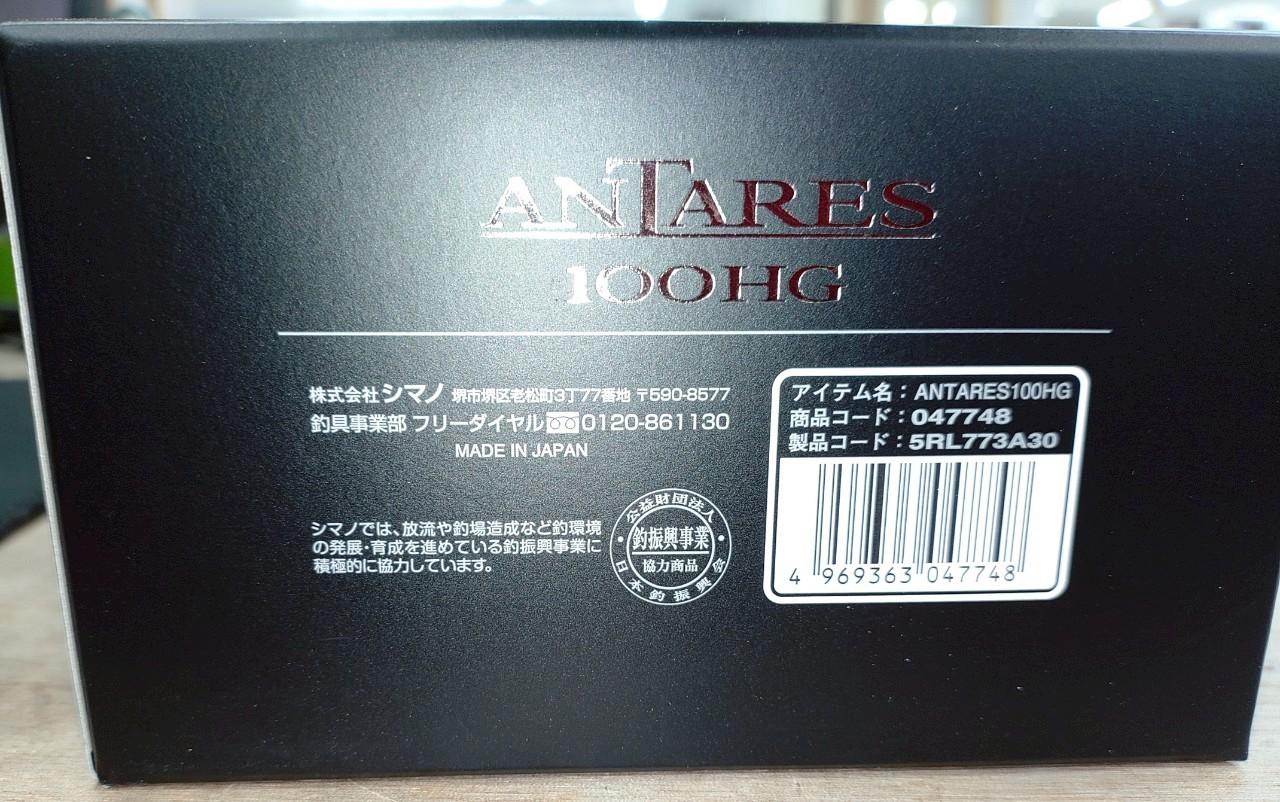 ANTARES
100HG
株式会社シマノ 堺市堺区老松町3丁77番地 〒590-8577
釣具事業部 フリーダイヤル 0120-861130
MADE IN JAPAN
シマノでは、放流や釣場造成など釣環境
の発展・育成を進めている釣振興事業に
積極的に協力しています。
公益財団法人
釣振興事業
協力商品
日本釣振興会
アイテム名：ANTARES100HG
商品コード：047748
製品コード：5RL773A30
4 969363 047748